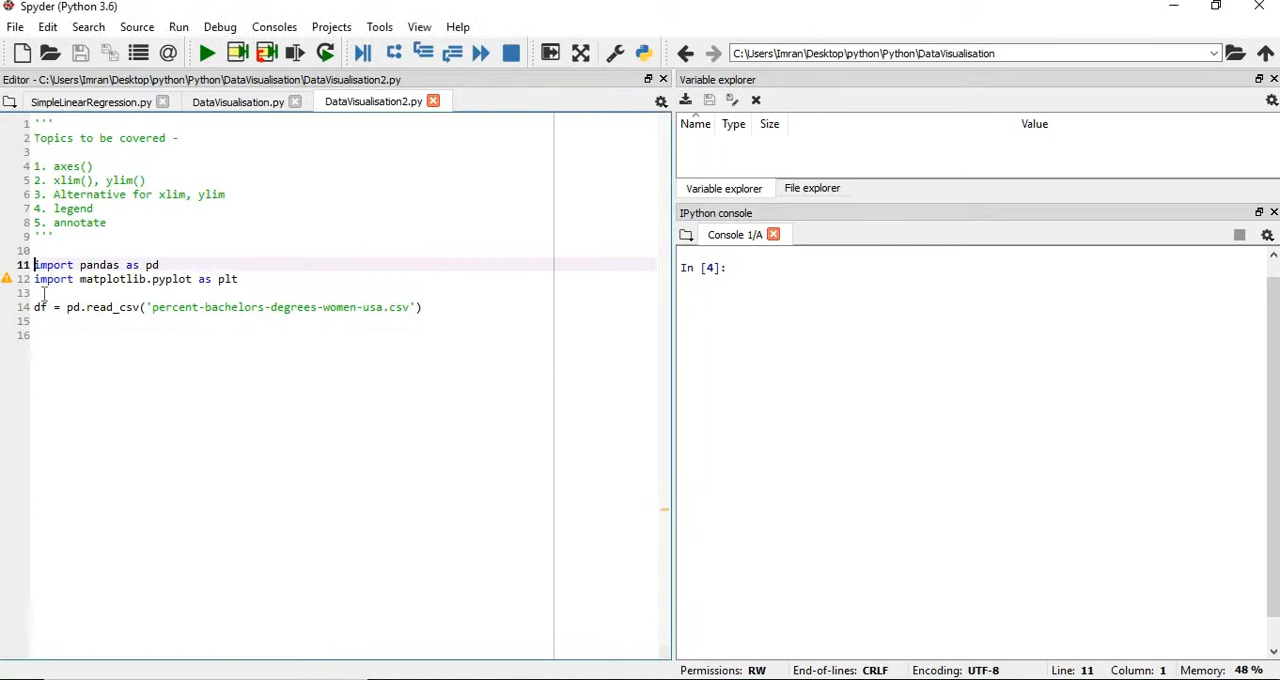 Spyder (Python 3.6)
File Edit Search Source Run Debug Consoles Projects Tools View Help
C:\Users\Imran\Desktop\python\Python\DataVisualisation
Editor - C:\Users\Imran\Desktop\python\Python\DataVisualisation\DataVisualisation2.py
SimpleLinearRegression.py DataVisualisation.py DataVisualisation2.py
1 '''
2 Topics to be covered -
3
4 1. axes()
5 2. xlim(), ylim()
6 3. Alternative for xlim, ylim
7 4. legend
8 5. annotate
9 '''
10
11 import pandas as pd
12 import matplotlib.pyplot as plt
13
14 df = pd.read_csv('percent-bachelors-degrees-women-usa.csv')
15
16
Variable explorer
Name Type Size Value
Variable explorer File explorer
IPython console
Console 1/A
In [4]:
Permissions: RW End-of-lines: CRLF Encoding: UTF-8 Line: 11 Column: 1 Memory: 48 %